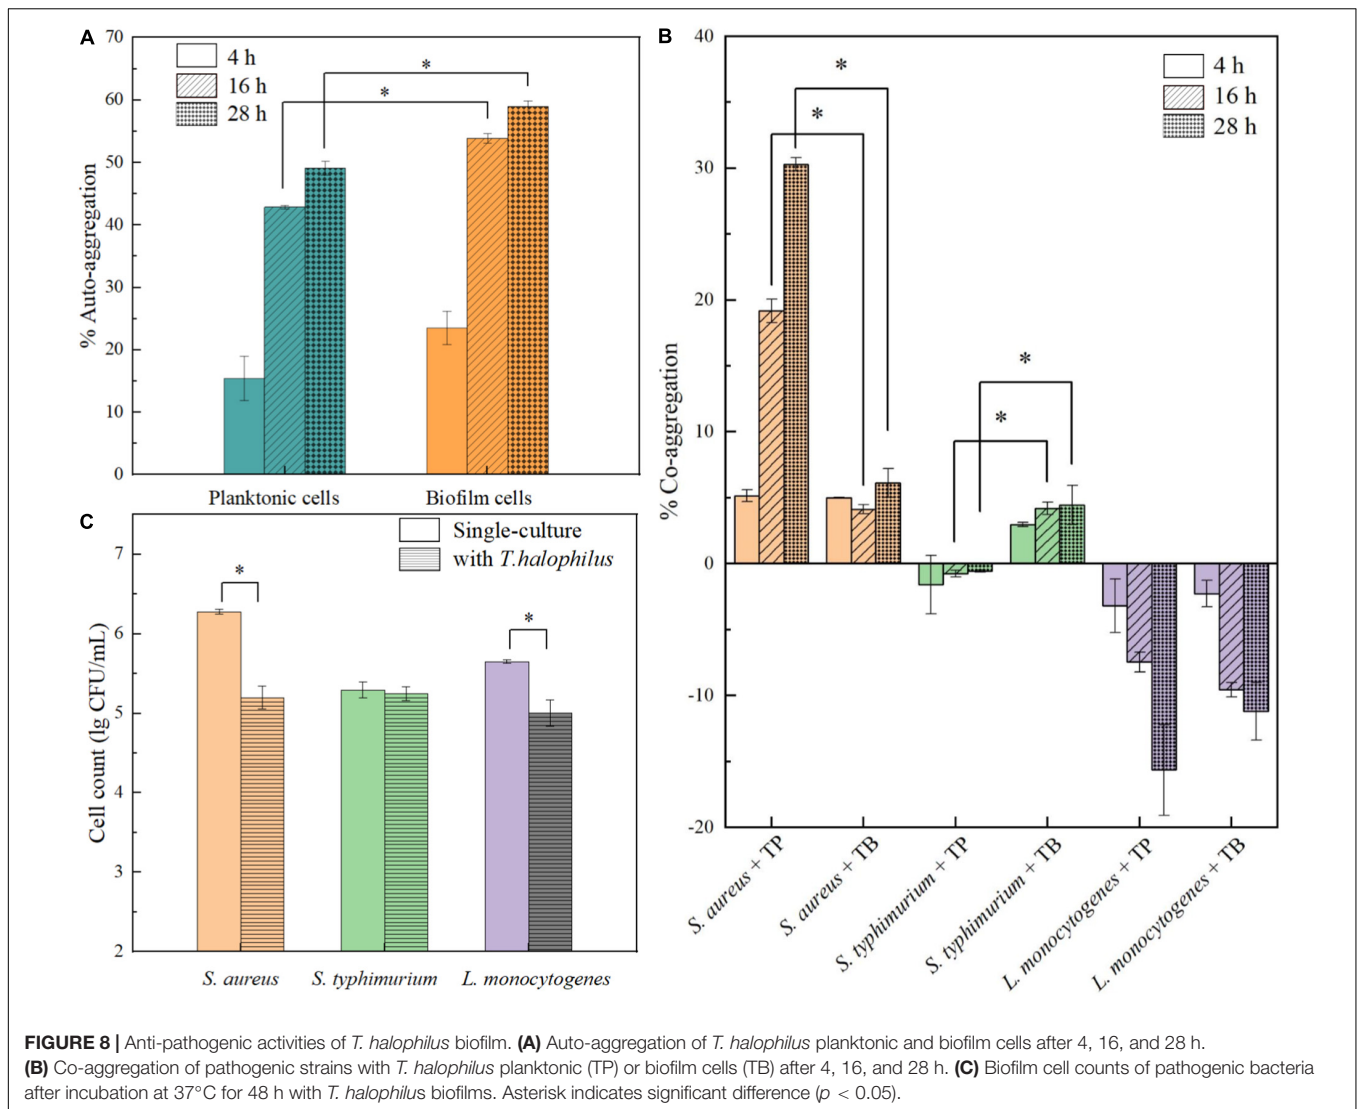 A
70
60
50
40
30
20
10
0
% Auto-aggregation
4 h
16 h
28 h
*
*
Planktonic cells
Biofilm cells
B
40
30
20
10
0
-10
-20
% Co-aggregation
4 h
16 h
28 h
*
*
*
*
S. aureus + TP
S. aureus + TB
S. typhimurium + TP
S. typhimurium + TB
L. monocytogenes + TP
L. monocytogenes + TB
C
7
6
5
4
3
2
Cell count (lg CFU/mL)
Single-culture
with T.halophilus
*
*
S. aureus
S. typhimurium
L. monocytogenes
FIGURE 8 | Anti-pathogenic activities of T. halophilus biofilm. (A) Auto-aggregation of T. halophilus planktonic and biofilm cells after 4, 16, and 28 h.
(B) Co-aggregation of pathogenic strains with T. halophilus planktonic (TP) or biofilm cells (TB) after 4, 16, and 28 h. (C) Biofilm cell counts of pathogenic bacteria
after incubation at 37°C for 48 h with T. halophilus biofilms. Asterisk indicates significant difference (p < 0.05).